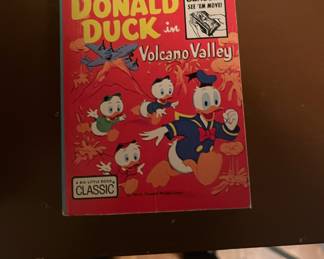 DONALD
DUCK in
Volcano Valley
SEE 'EM MOVE!
A BIG LITTLE BOOK
CLASSIC